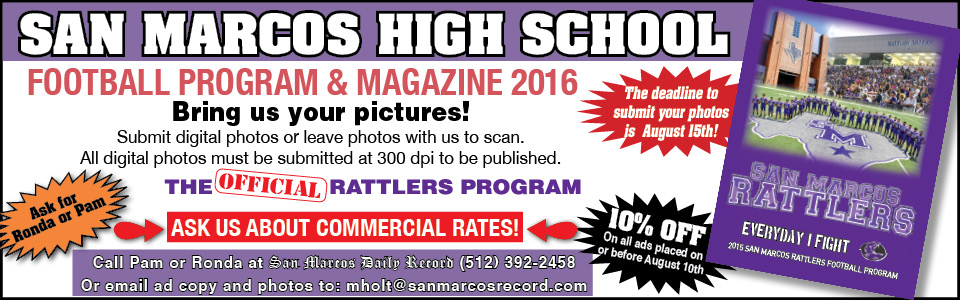 SAN MARCOS HIGH SCHOOL
FOOTBALL PROGRAM & MAGAZINE 2016
Bring us your pictures!
Submit digital photos or leave photos with us to scan.
All digital photos must be submitted at 300 dpi to be published.
THE OFFICIAL RATTLERS PROGRAM
Ask for
Ronda or Pam
ASK US ABOUT COMMERCIAL RATES!
Call Pam or Ronda at San Marcos Daily Record (512) 392-2458
Or email ad copy and photos to: mholt@sanmarcosrecord.com
The deadline to
submit your photos
is August 15th!
10% OFF
On all ads placed on
or before August 10th
SM
SAN MARCOS
RATTLERS
EVERYDAY I FIGHT
2015 SAN MARCOS RATTLERS FOOTBALL PROGRAM